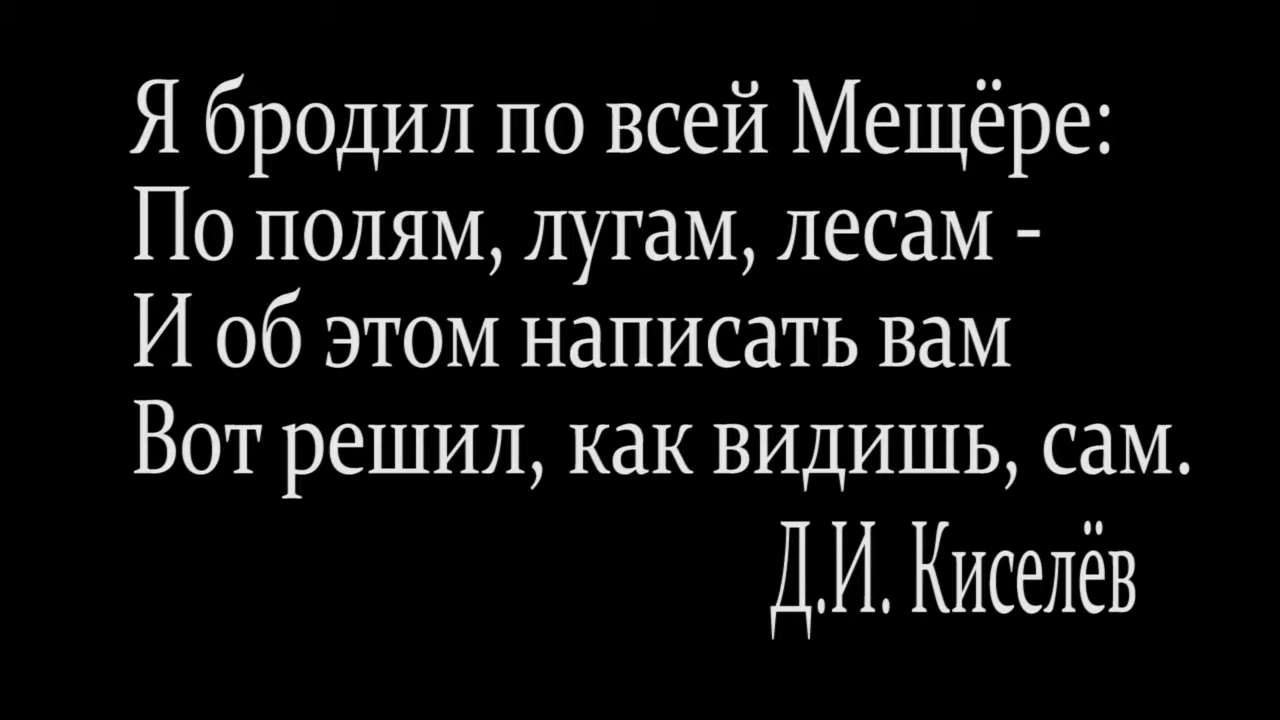 Я бродил по всей Мещёре:
По полям, лугам, лесам -
И об этом написать вам
Вот решил, как видишь, сам.
Д.И. Киселёв